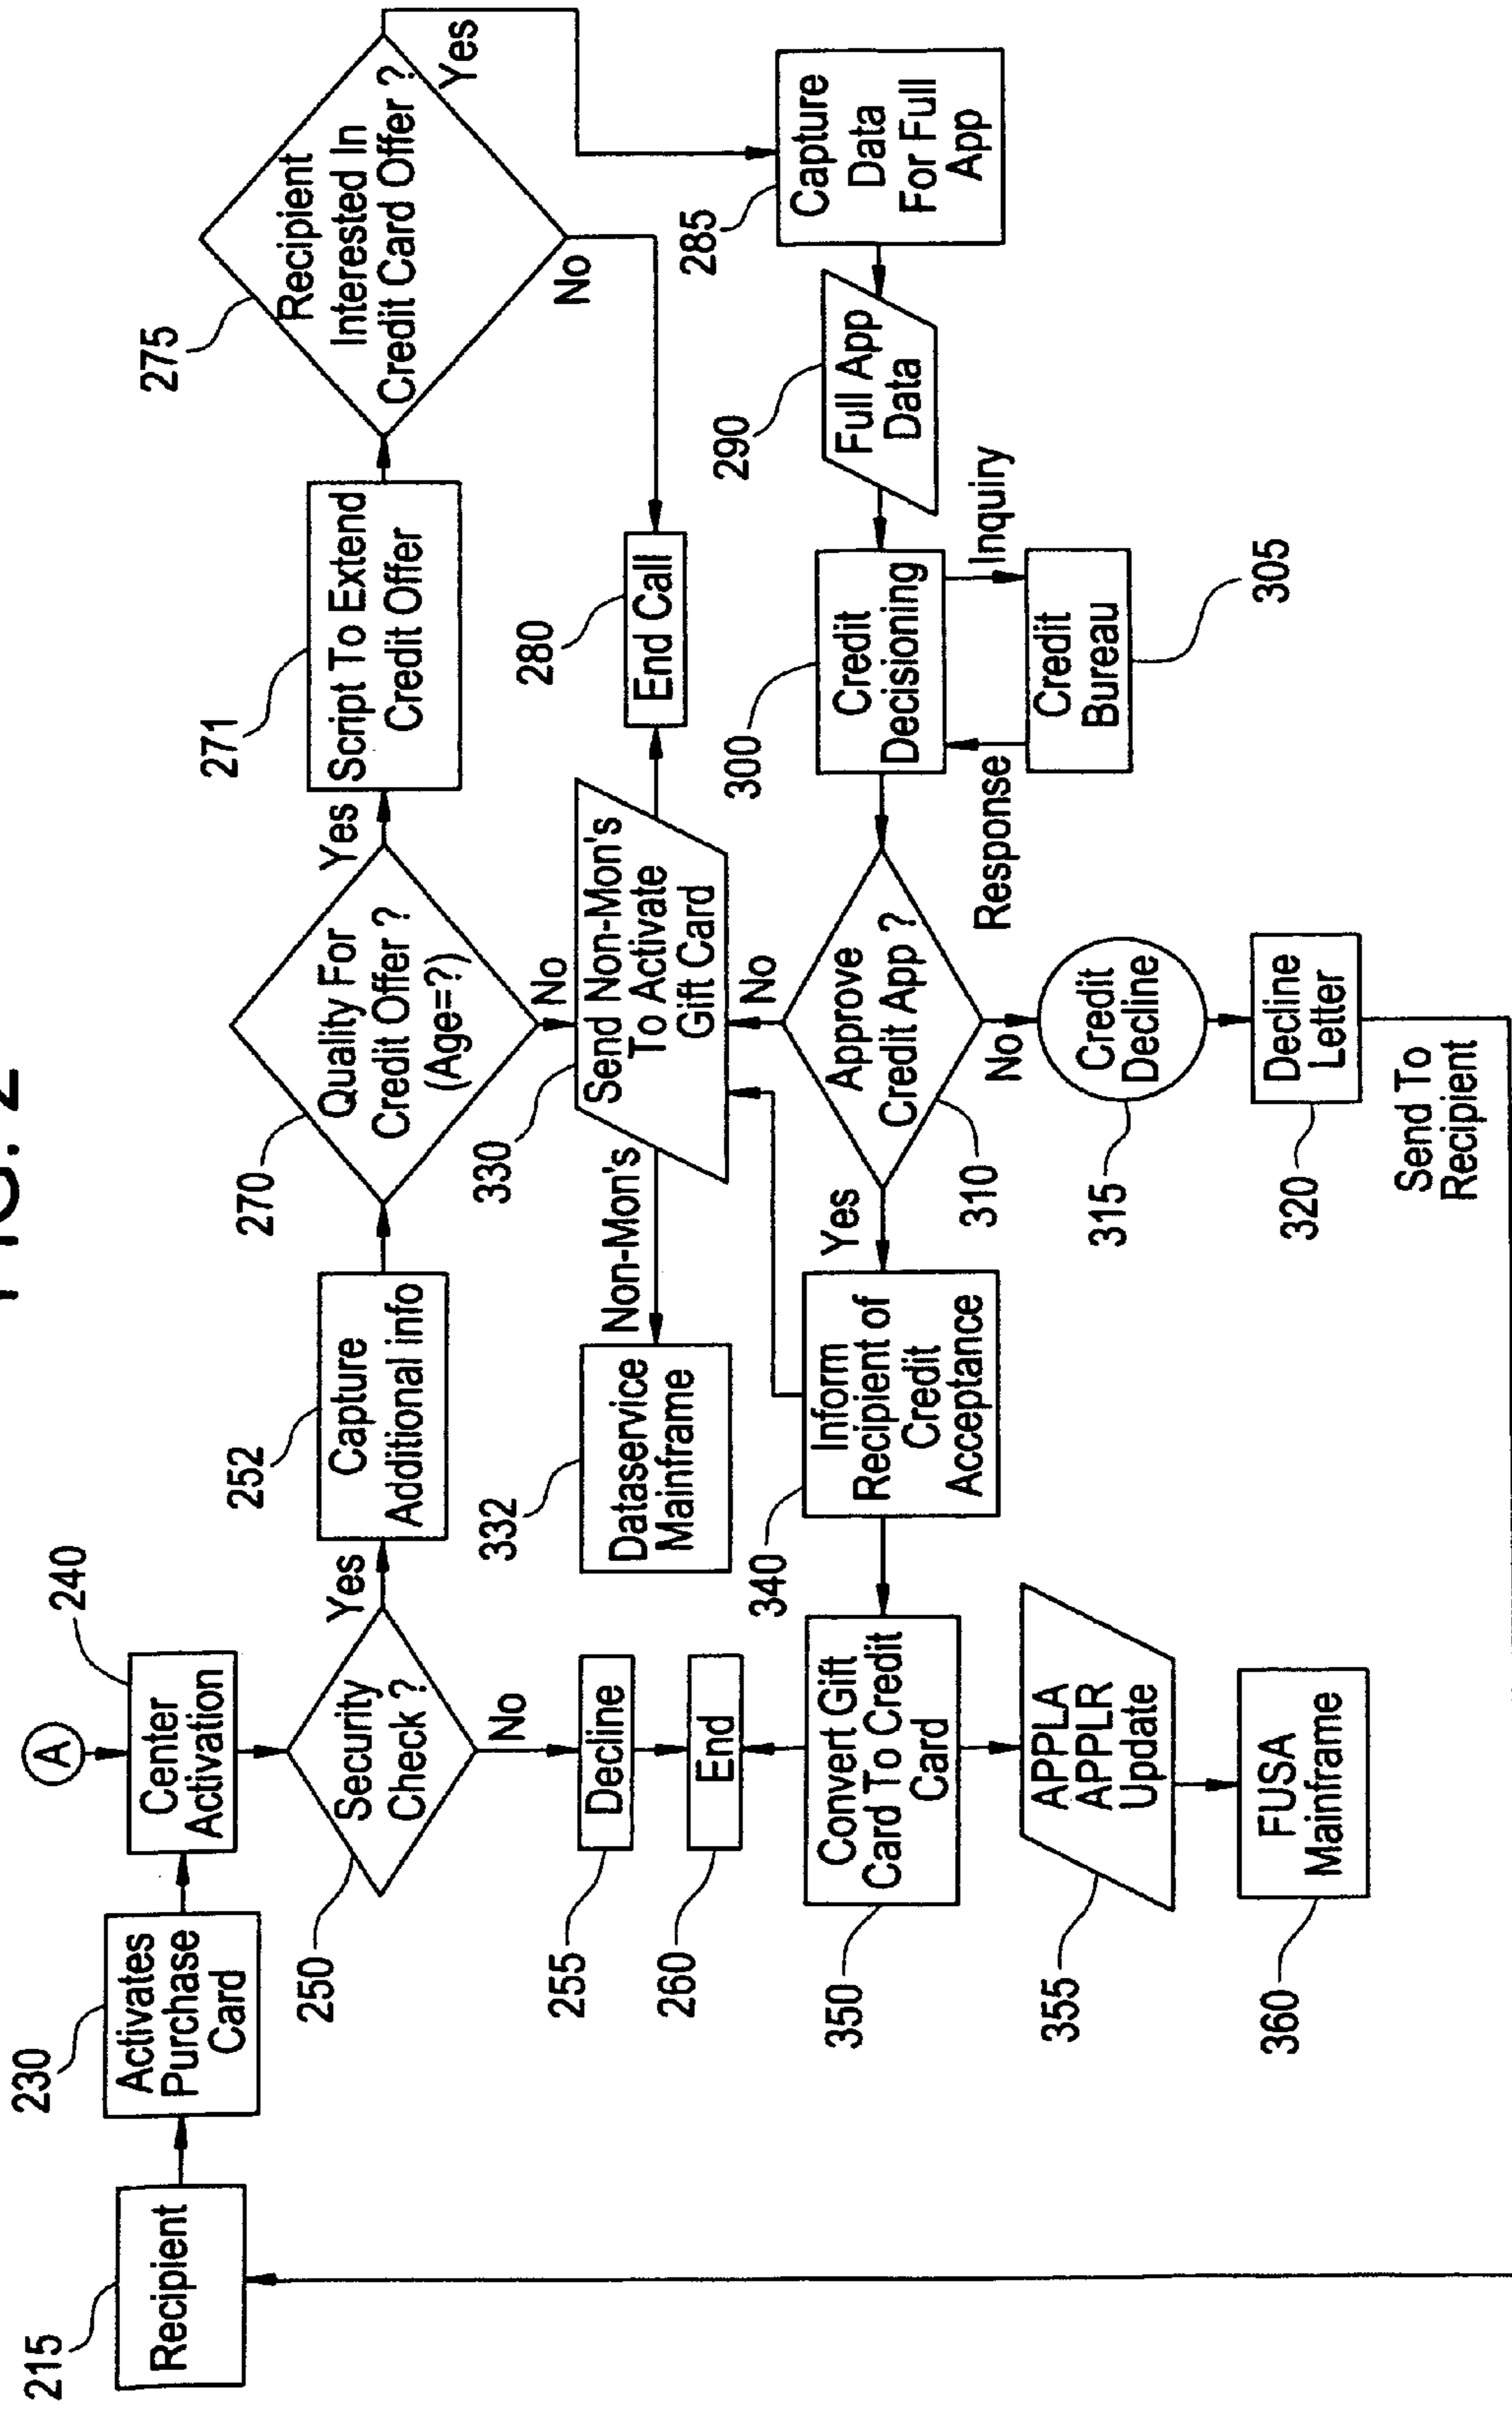 FIG. 2
215
Recipient
230
Activates
Purchase
Card
A
240
Center
Activation
250
Security
Check ?
Yes
No
252
Capture
Additional info
270
Quality For
Credit Offer ?
(Age=?)
Yes
No
271
Script To Extend
Credit Offer
275
Recipient
Interested In
Credit Card Offer ?
Yes
No
255
Decline
260
End
332
Dataservice
Mainframe
Non-Mon's
330
Send Non-Mon's
To Activate
Gift Card
280
End Call
285
Capture
Data
For Full
App
290
Full App
Data
300
Credit
Decisioning
Inquiry
Response
Credit
Bureau
305
Approve
Credit App ?
310
No
Yes
No
340
Inform
Recipient of
Credit
Acceptance
350
Convert Gift
Card To Credit
Card
355
APPLA
APPLR
Update
360
FUSA
Mainframe
315
Credit
Decline
320
Decline
Letter
Send To
Recipient